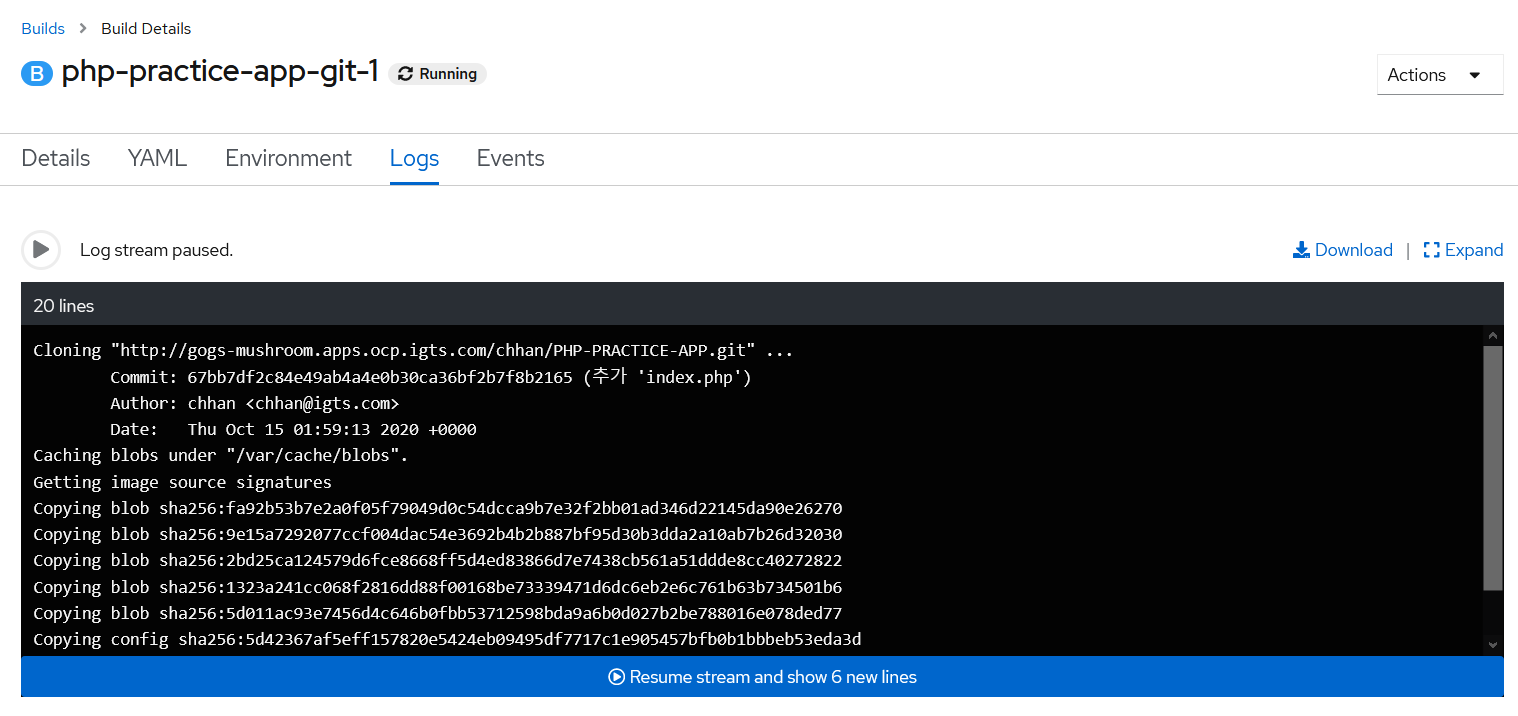 Builds > Build Details
B php-practice-app-git-1 Running
Actions
Details YAML Environment Logs Events
Log stream paused.
Download | Expand
20 lines
Cloning "http://gogs-mushroom.apps.ocp.igts.com/chhan/PHP-PRACTICE-APP.git" ...
Commit: 67bb7df2c84e49ab4a4e0b30ca36bf2b7f8b2165 (추가 'index.php')
Author: chhan <chhan@igts.com>
Date: Thu Oct 15 01:59:13 2020 +0000
Caching blobs under "/var/cache/blobs".
Getting image source signatures
Copying blob sha256:fa92b53b7e2a0f05f79049d0c54dcca9b7e32f2bb01ad346d22145da90e26270
Copying blob sha256:9e15a7292077ccf004dac54e3692b4b2b887bf95d30b3dda2a10ab7b26d32030
Copying blob sha256:2bd25ca124579d6fce8668ff5d4ed83866d7e7438cb561a51ddde8cc40272822
Copying blob sha256:1323a241cc068f2816dd88f00168be73339471d6dc6eb2e6c761b63b734501b6
Copying blob sha256:5d011ac93e7456d4c646b0fbb53712598bda9a6b0d027b2be788016e078ded77
Copying config sha256:5d42367af5eff157820e5424eb09495df7717c1e905457bfb0b1bbbeb53eda3d
Resume stream and show 6 new lines